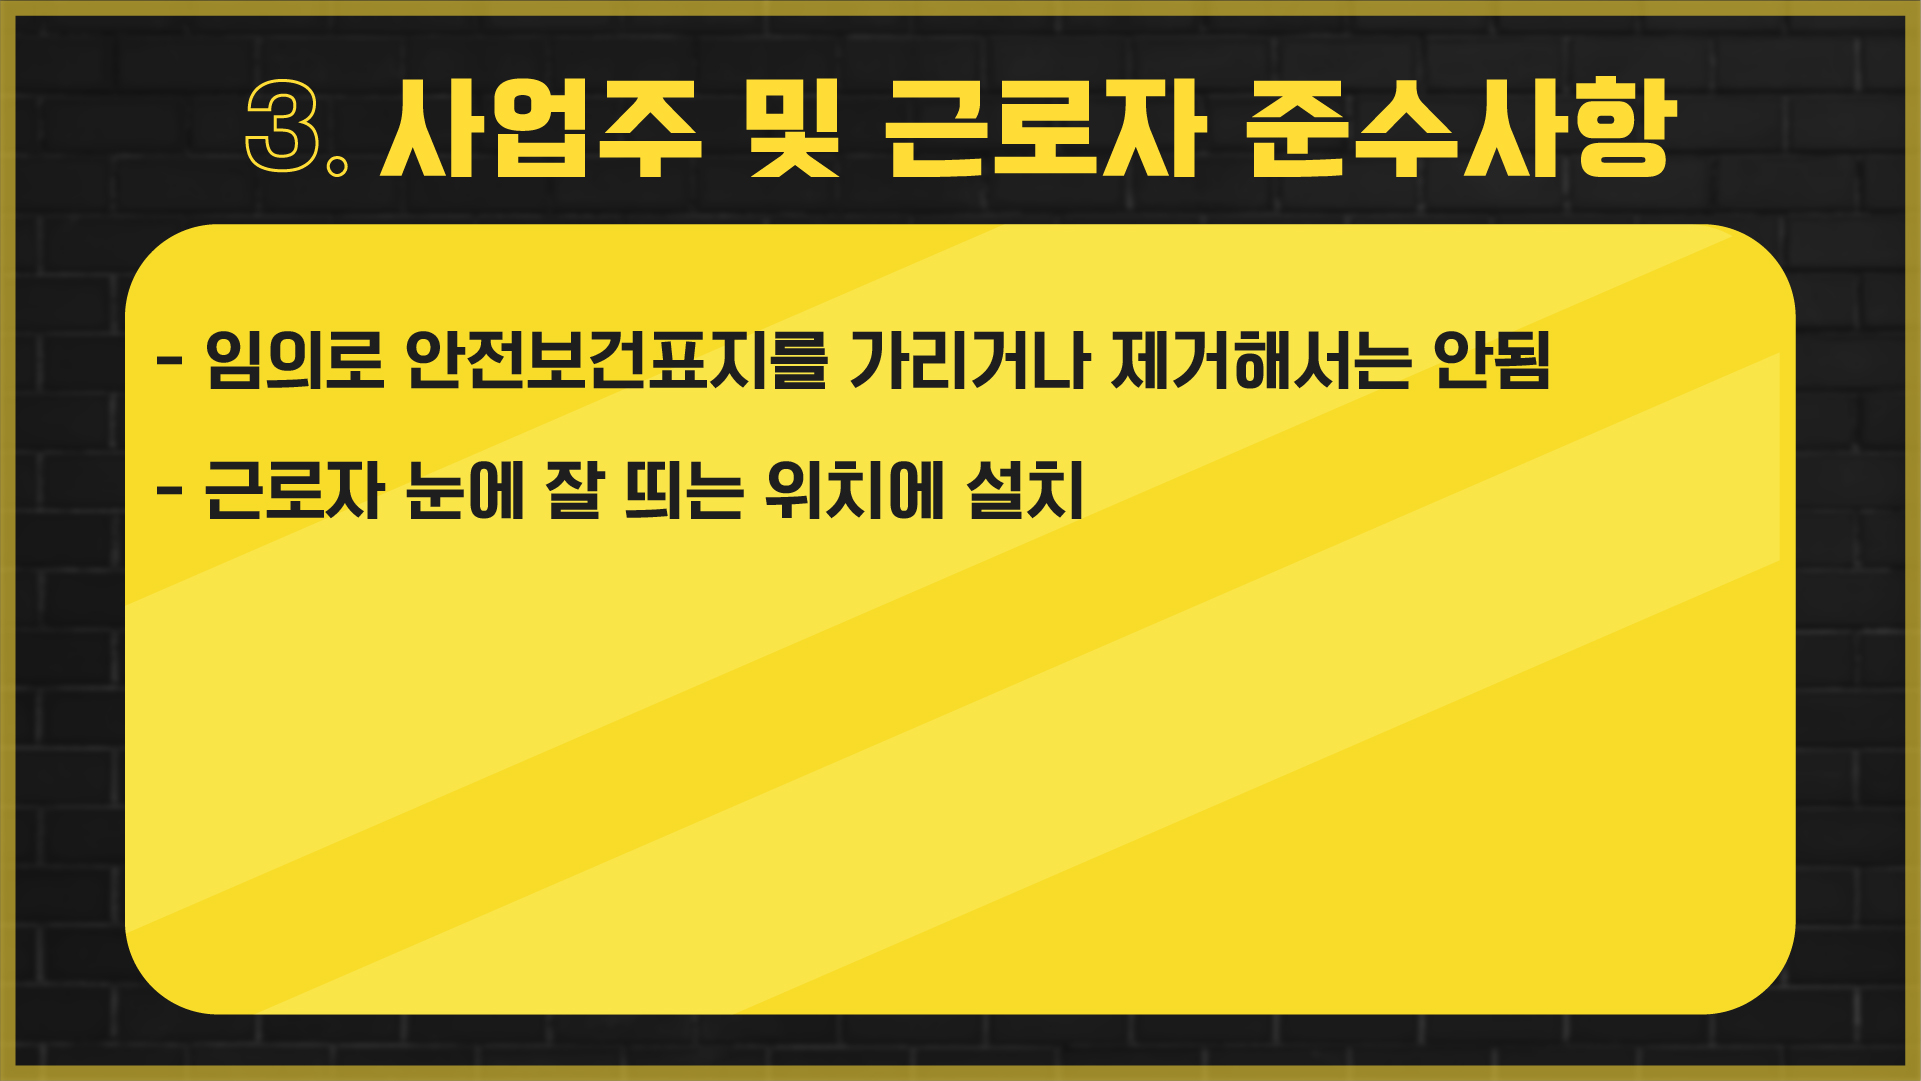 3. 사업주 및 근로자 준수사항
- 임의로 안전보건표지를 가리거나 제거해서는 안됨
- 근로자 눈에 잘 띄는 위치에 설치